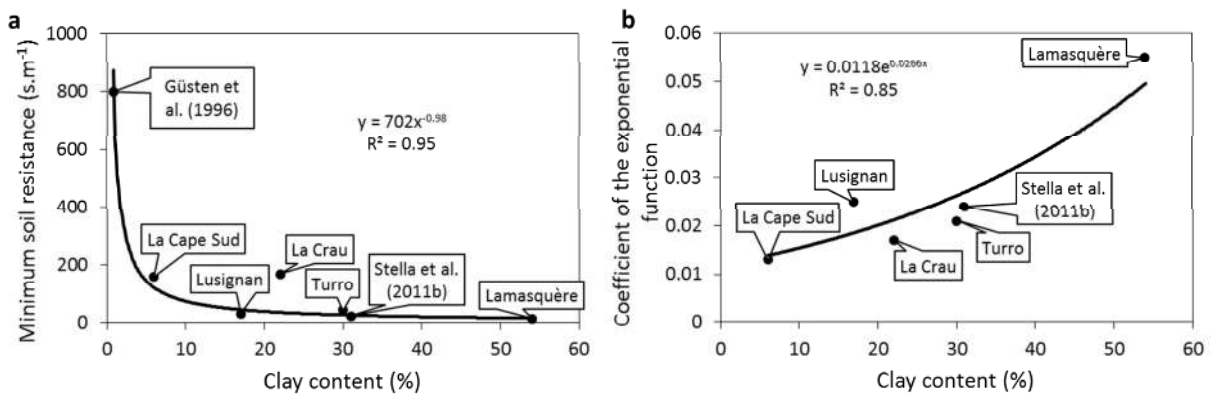 a
Minimum soil resistance (s.m⁻¹)
1000
800
600
400
200
0
Güsten et
al. (1996)
y = 702x⁻⁰·⁹⁸
R² = 0.95
La Cape Sud
Lusignan
La Crau
Turro
Stella et al.
(2011b)
Lamasquère
0 10 20 30 40 50 60
Clay content (%)
b
Coefficient of the exponential
function
0.06
0.05
0.04
0.03
0.02
0.01
0
y = 0.0118e⁰·⁰²⁶⁶ˣ
R² = 0.85
Lamasquère
Lusignan
La Cape Sud
Stella et al.
(2011b)
La Crau
Turro
0 10 20 30 40 50 60
Clay content (%)